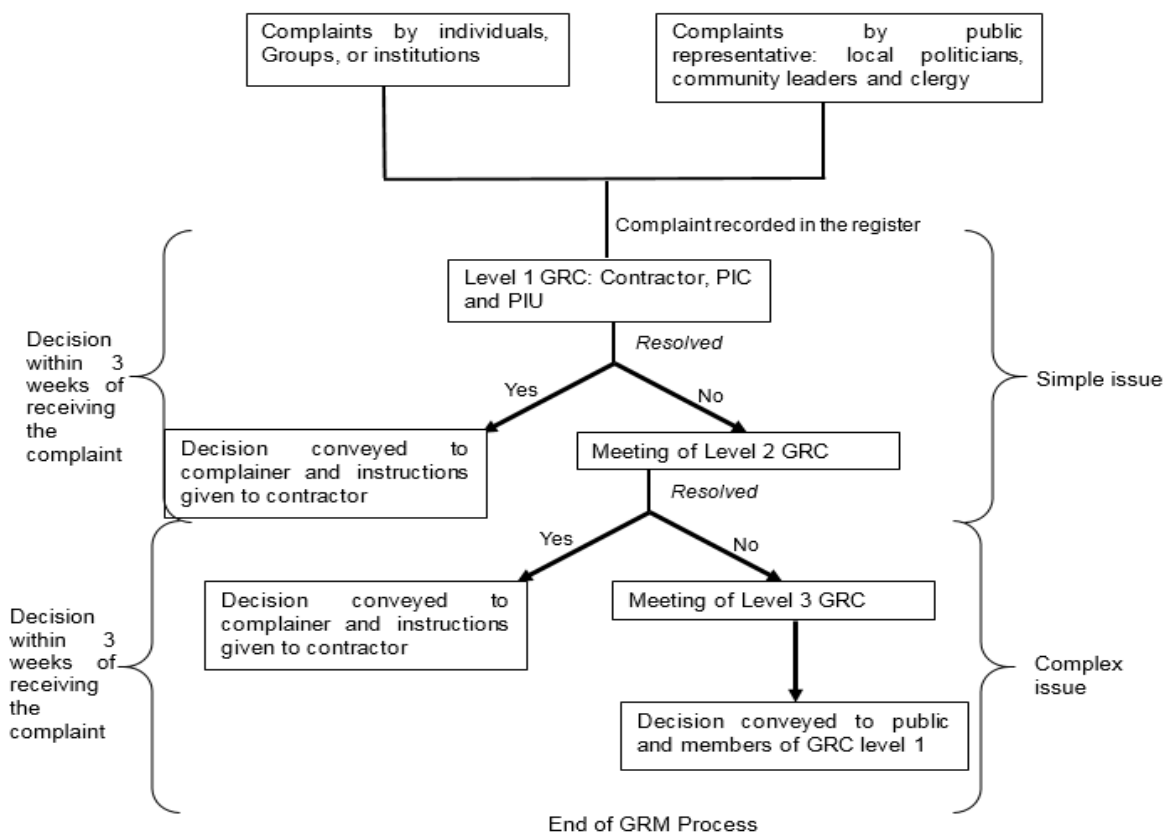 Complaints by individuals,
Groups, or institutions
Complaints by public
representative: local politicians,
community leaders and clergy
Complaint recorded in the register
Level 1 GRC: Contractor, PIC
and PIU
Resolved
Decision
within 3
weeks of
receiving
the
complaint
Simple issue
Yes
No
Decision conveyed to
complainer and instructions
given to contractor
Meeting of Level 2 GRC
Resolved
Yes
No
Decision
within 3
weeks of
receiving
the
complaint
Decision conveyed to
complainer and instructions
given to contractor
Meeting of Level 3 GRC
Complex
issue
Decision conveyed to public
and members of GRC level 1
End of GRM Process